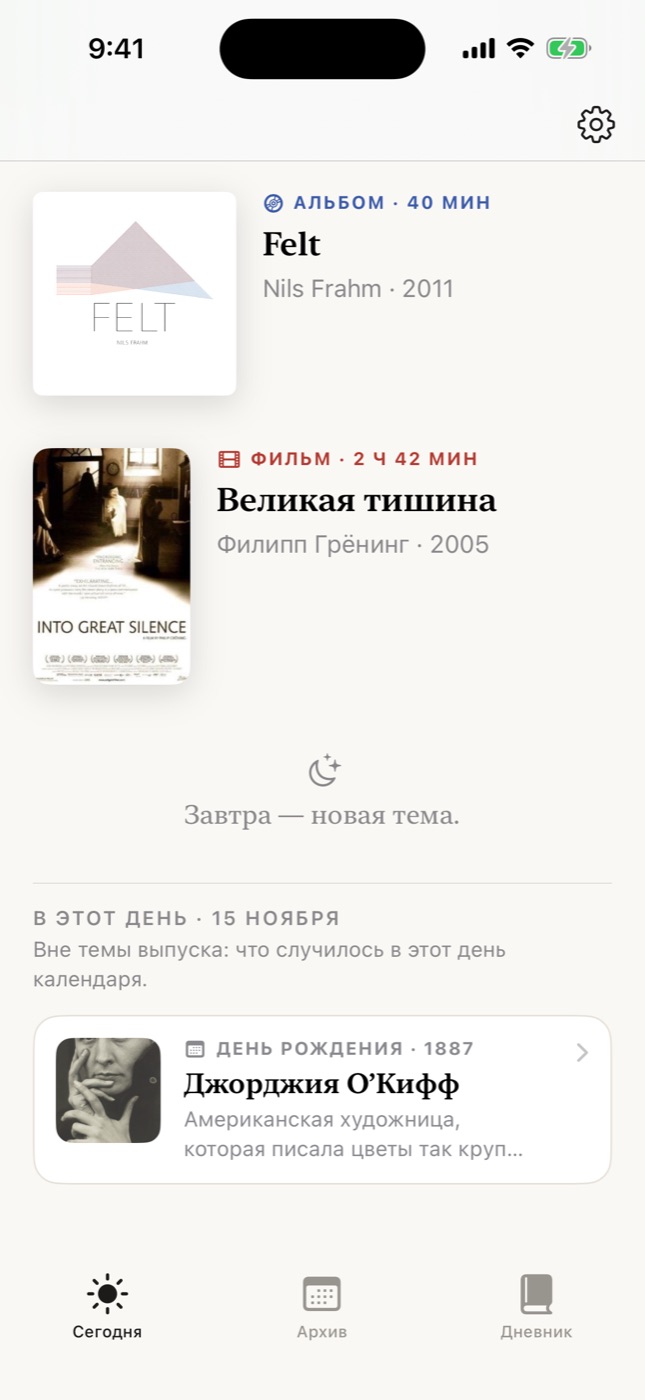 9:41
АЛЬБОМ · 40 МИН
Felt
Nils Frahm · 2011
FELT
NILS FRAHM
ФИЛЬМ · 2 Ч 42 МИН
Великая тишина
Филипп Грёнинг · 2005
INTO GREAT SILENCE
Завтра — новая тема.
В ЭТОТ ДЕНЬ · 15 НОЯБРЯ
Вне темы выпуска: что случилось в этот день
календаря.
ДЕНЬ РОЖДЕНИЯ · 1887
Джорджия О’Кифф
Американская художница,
которая писала цветы так круп...
Сегодня
Архив
Дневник